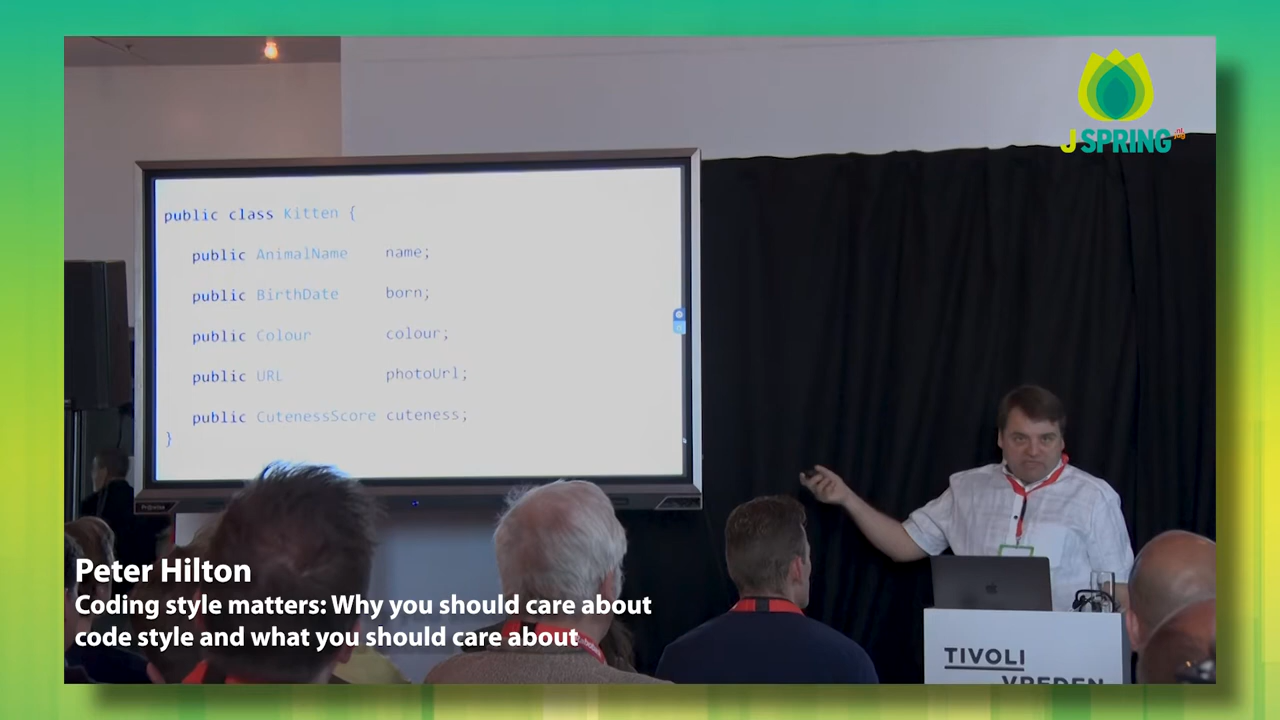 J SPRING
public class Kitten {
public AnimalName name;
public BirthDate born;
public Colour colour;
public URL photoUrl;
public CutenessScore cuteness;
}
Peter Hilton
Coding style matters: Why you should care about
code style and what you should care about
TIVOLI
VREDEN